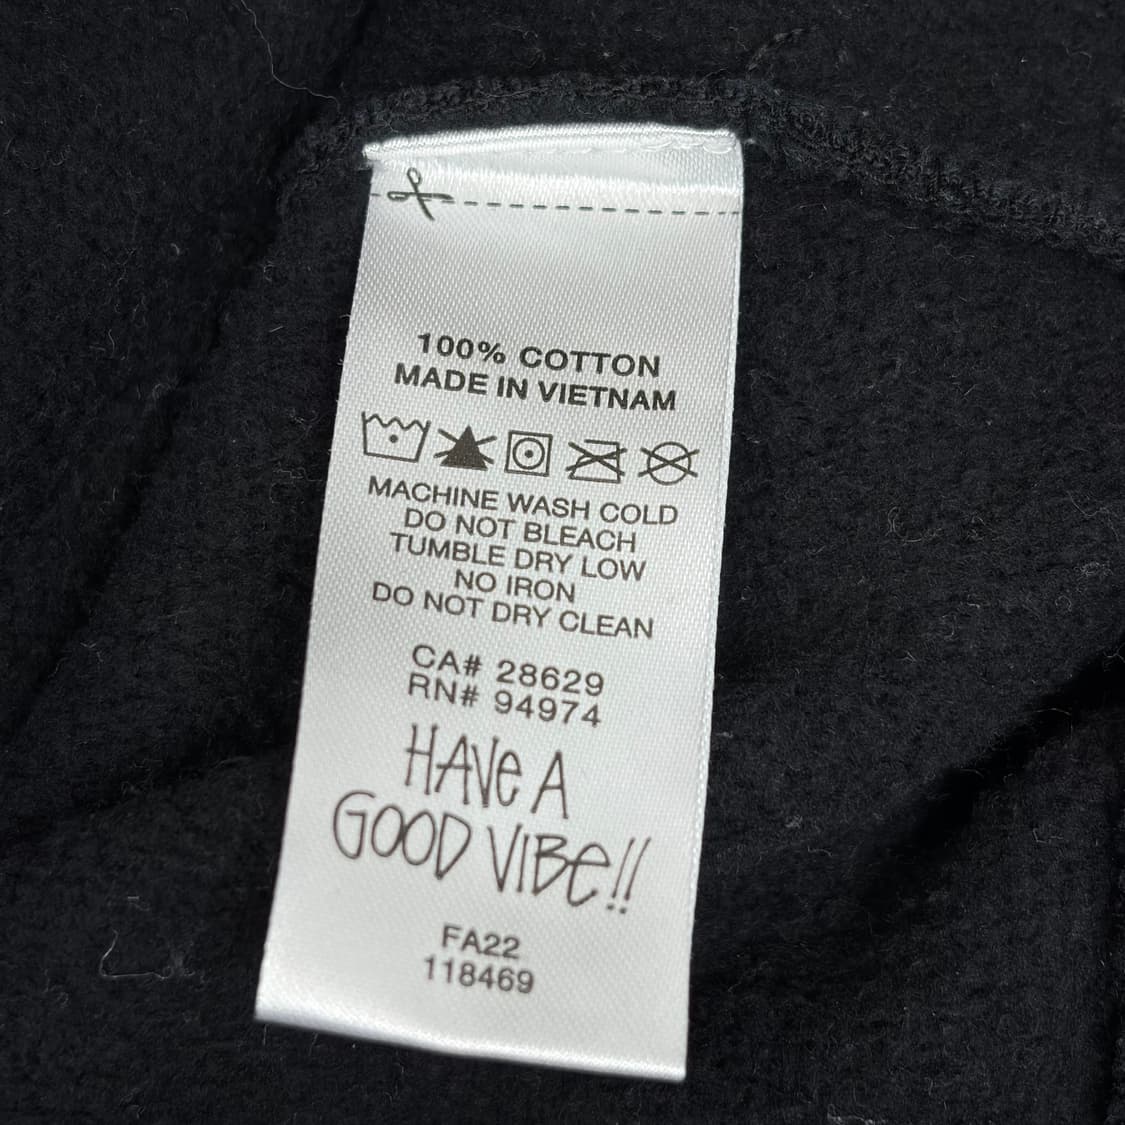 100% COTTON
MADE IN VIETNAM
MACHINE WASH COLD
DO NOT BLEACH
TUMBLE DRY LOW
NO IRON
DO NOT DRY CLEAN
CA# 28629
RN# 94974
HAVe A
GOOD VIBe!!
FA22
118469